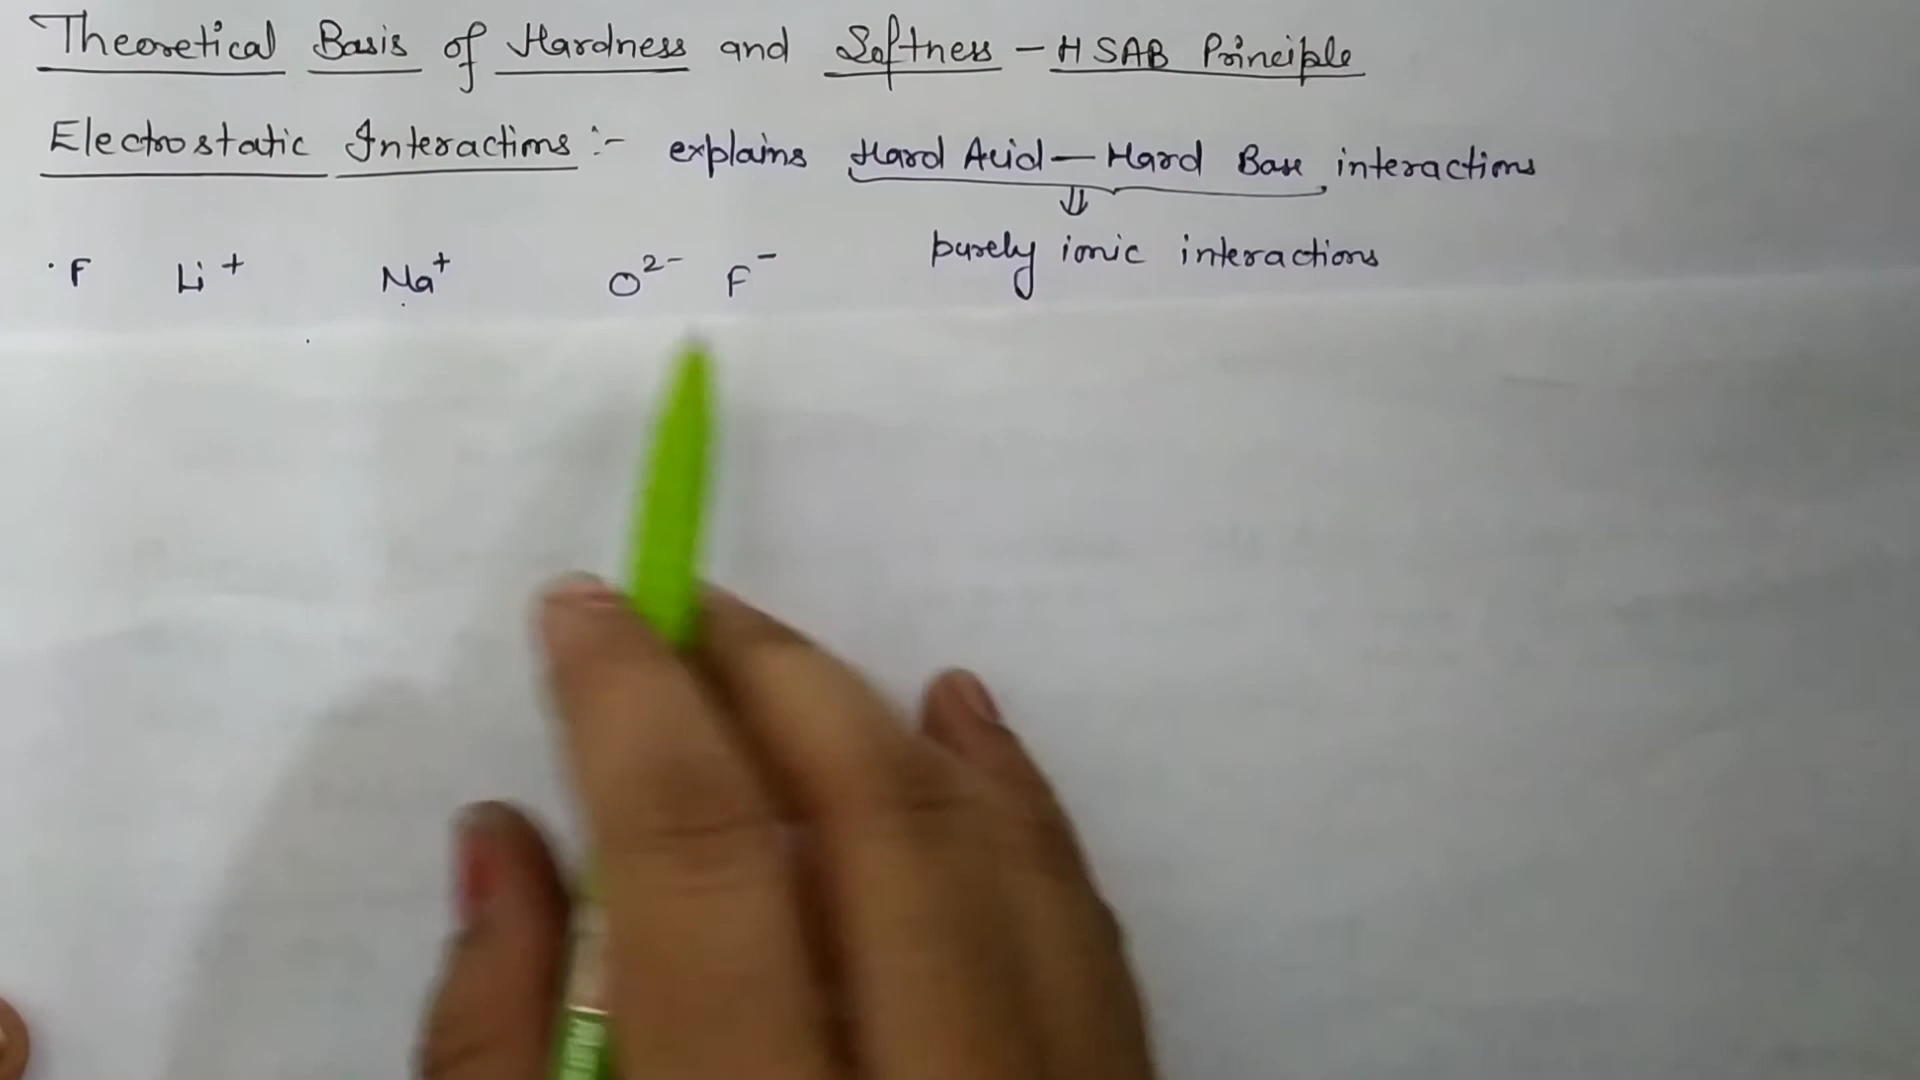 Theoretical Basis of Hardness and Softness - HSAB Principle
Electrostatic Interactions :- explains Hard Acid — Hard Base interactions
⇓
purely ionic interactions
· F Li⁺ Na⁺ O²⁻ F⁻